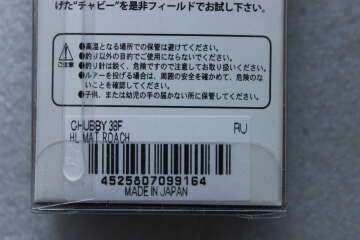 げた"チャビー"を是非フィールドでお試し下さい。
ご注意
●高温となる場所での保管は避けてください。
●釣り以外の目的でご使用にならないでください。
●釣り針は鋭く、危険ですので注意してお取り扱いください。
●ルアーを投げる場合は、周囲の安全を確かめて、危険のな
いことを確認してください。
●子供、または幼児の手の届かない所に保管してください。
CHUBBY 38F RU
HL MAT ROACH
4525807099164
MADE IN JAPAN